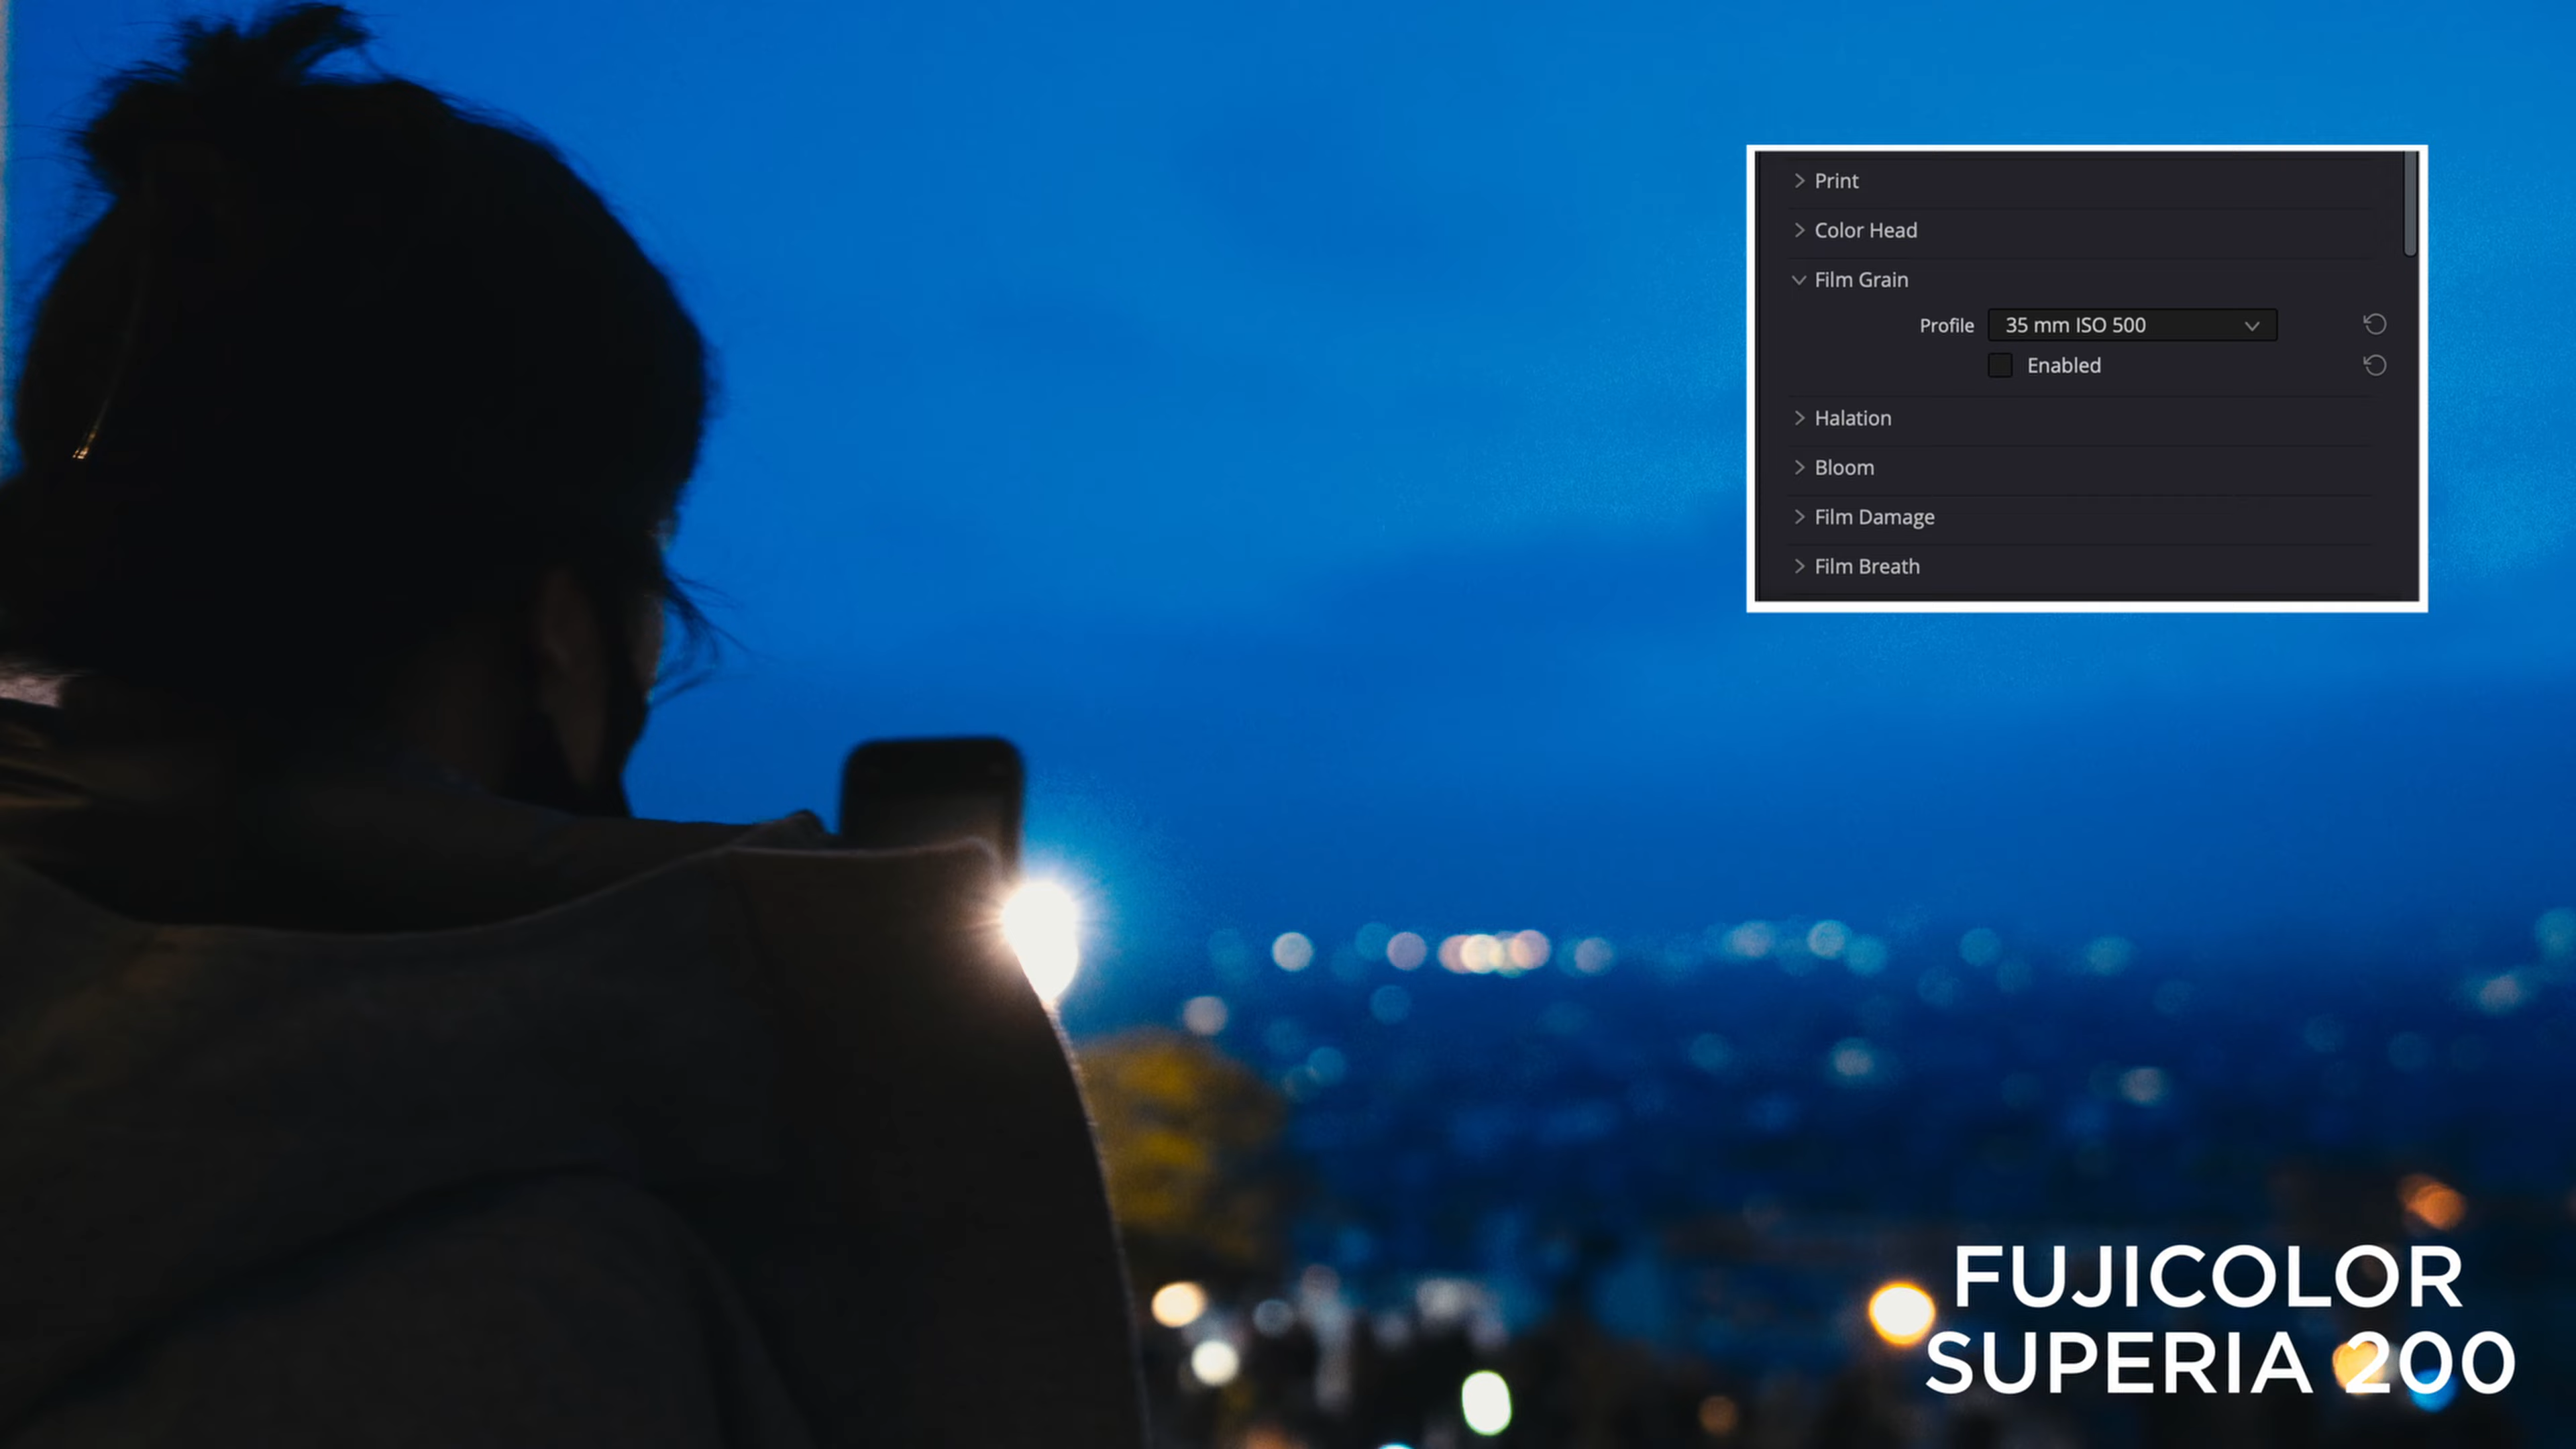 Print
Color Head
Film Grain
Profile 35 mm ISO 500
Enabled
Halation
Bloom
Film Damage
Film Breath
FUJICOLOR
SUPERIA 200